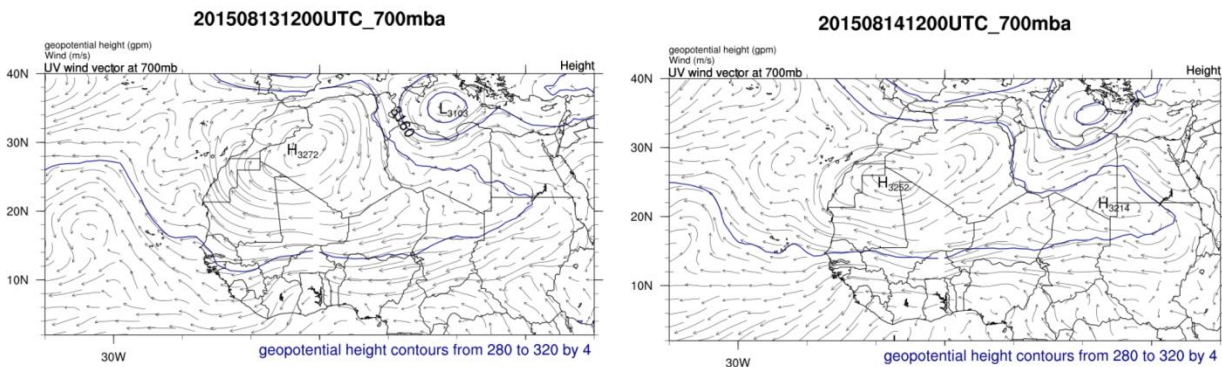 201508131200UTC_700mba
geopotential height (gpm)
Wind (m/s)
UV wind vector at 700mb
Height
40N
30N
20N
10N
30W
L3103
3160
H3272
geopotential height contours from 280 to 320 by 4
201508141200UTC_700mba
geopotential height (gpm)
Wind (m/s)
UV wind vector at 700mb
Height
40N
30N
20N
10N
30W
H3252
H3214
geopotential height contours from 280 to 320 by 4